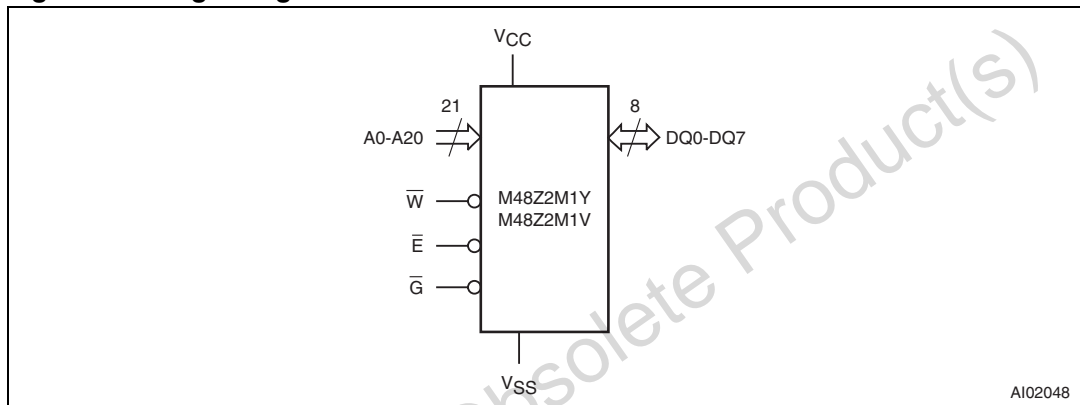 VCC
21
8
A0-A20
DQ0-DQ7
W̅
M48Z2M1Y
M48Z2M1V
E̅
G̅
VSS
AI02048
obsolete Product(s)